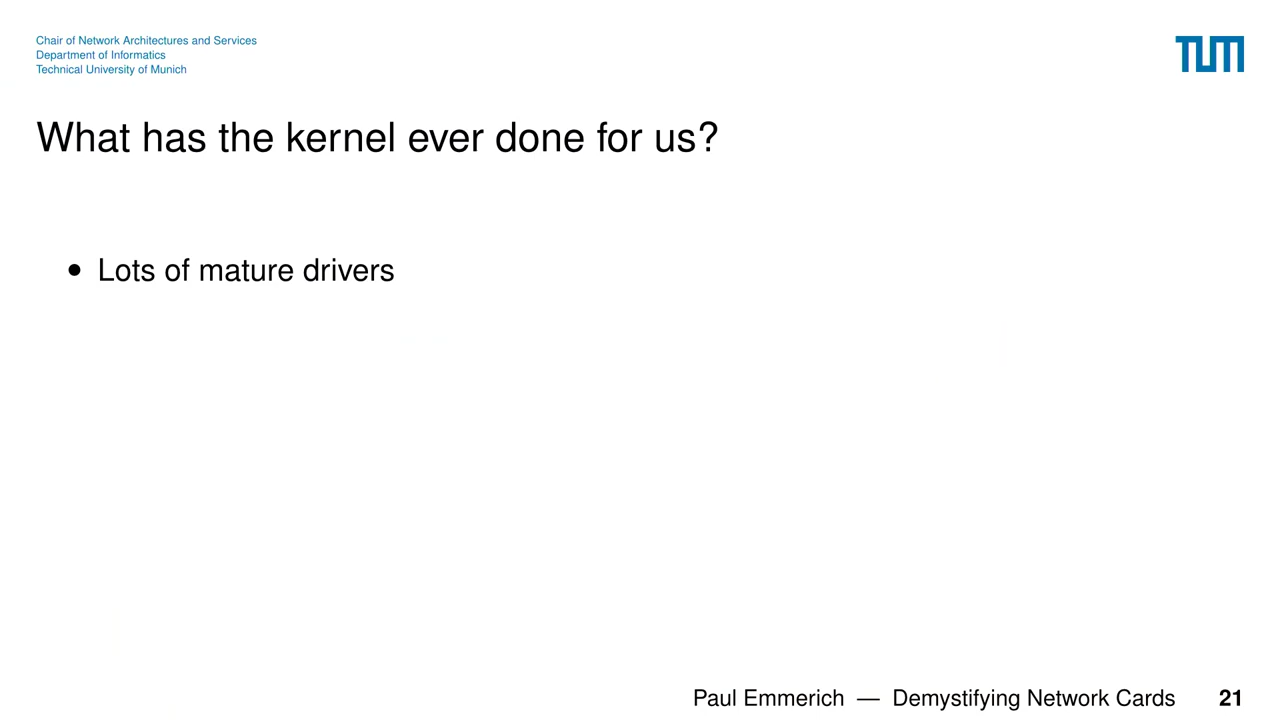 Chair of Network Architectures and Services
Department of Informatics
Technical University of Munich
TUM
What has the kernel ever done for us?
• Lots of mature drivers
Paul Emmerich — Demystifying Network Cards 21